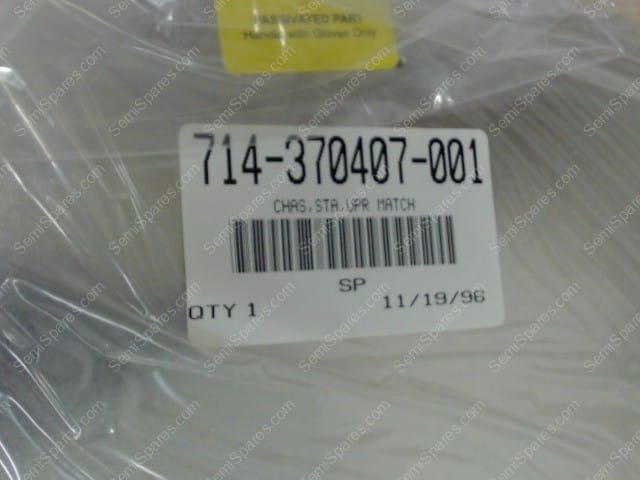 PASSIVATED PART
Handle with Gloves Only
714-370407-001
CHAS,STA,UPR MATCH
SP
QTY 1
11/19/96
SemiSpares.com